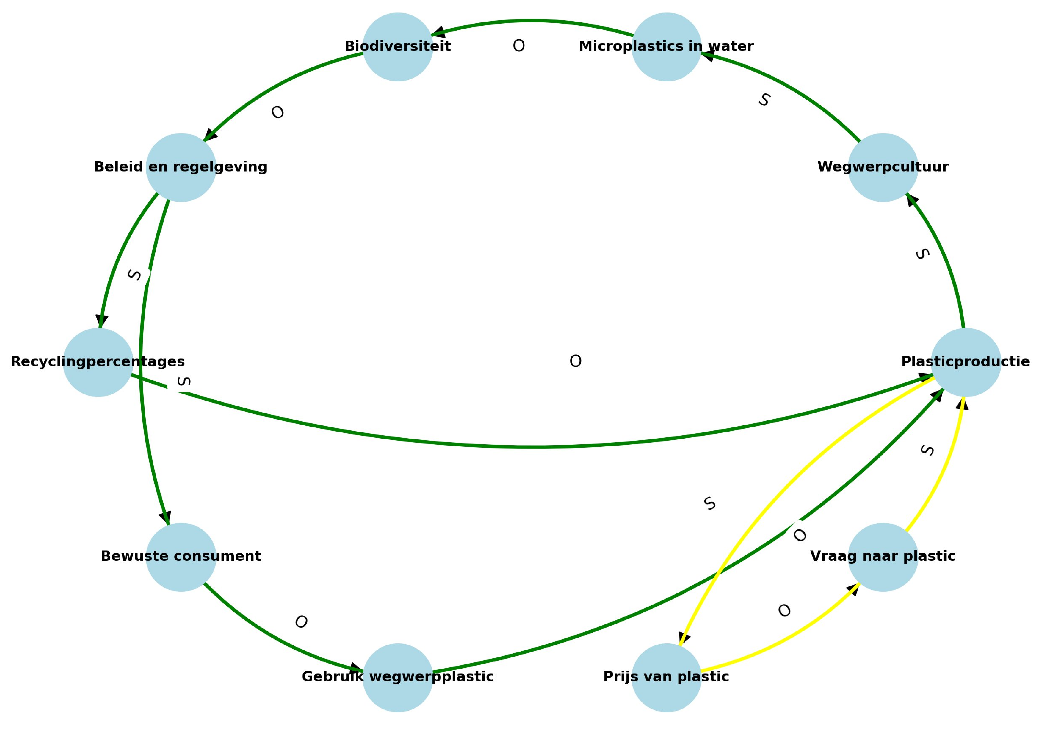 Biodiversiteit
O
Microplastics in water
O
S
Beleid en regelgeving
Wegwerpcultuur
S
S
Recyclingpercentages
O
Plasticproductie
S
S
S
O
Bewuste consument
Vraag naar plastic
O
O
Gebruik wegwerpplastic
Prijs van plastic